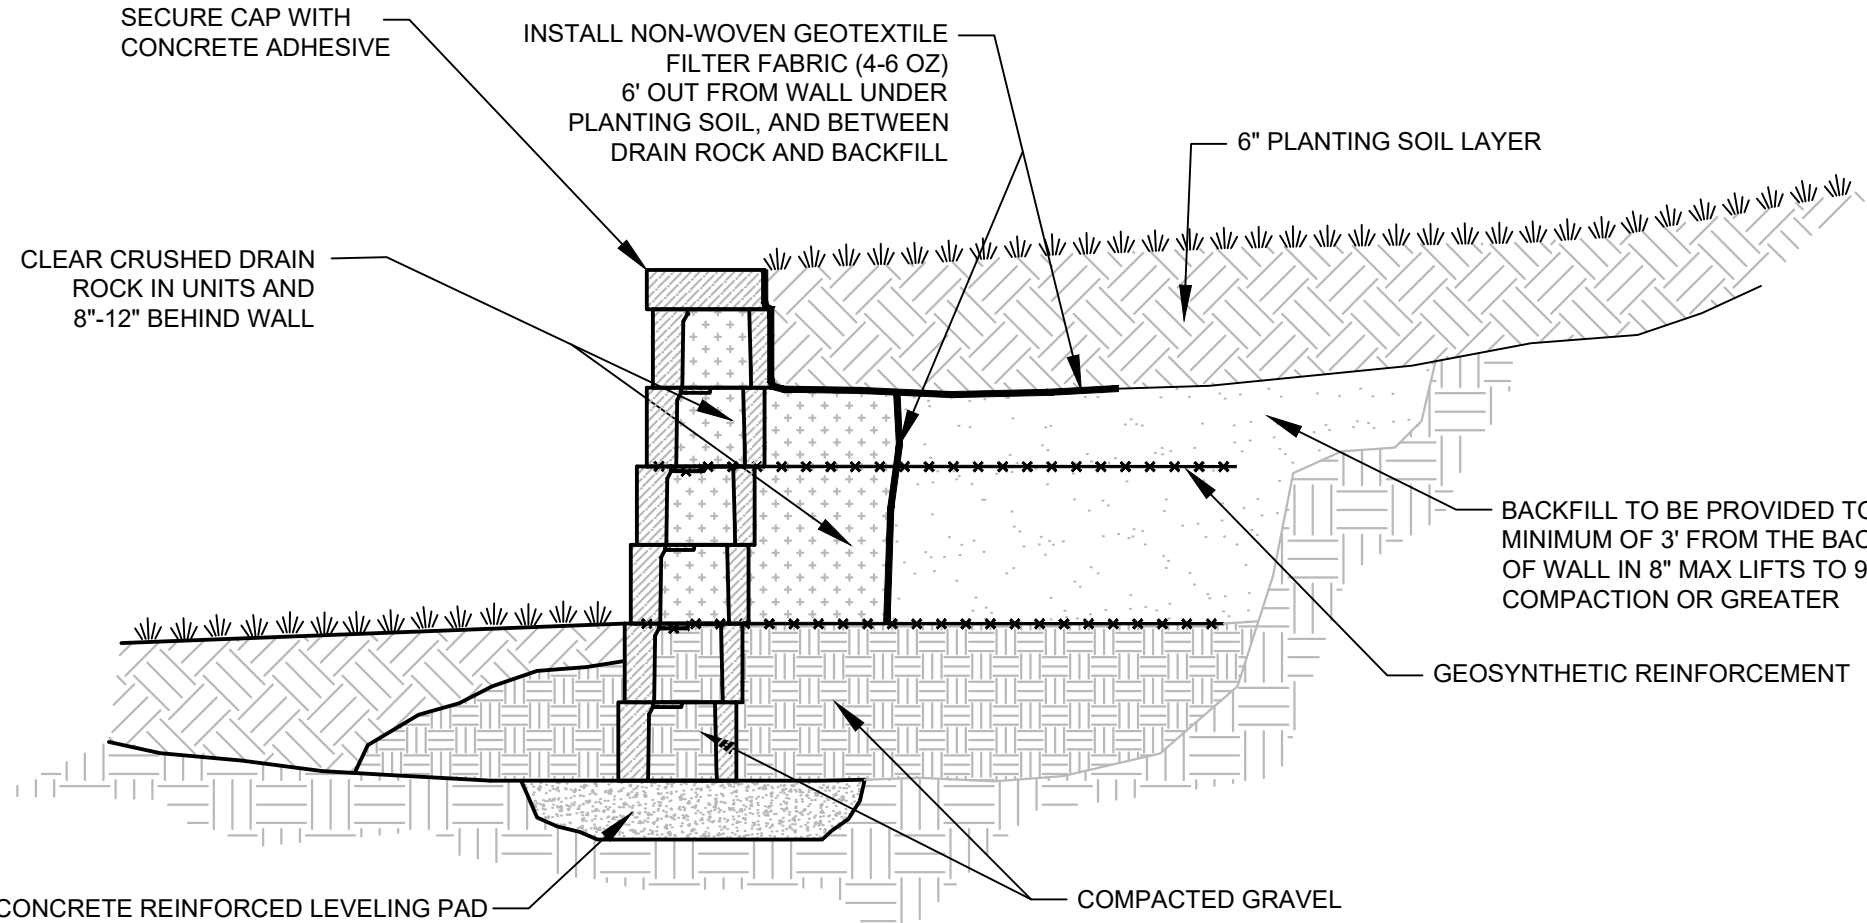 SECURE CAP WITH
CONCRETE ADHESIVE
INSTALL NON-WOVEN GEOTEXTILE
FILTER FABRIC (4-6 OZ)
6' OUT FROM WALL UNDER
PLANTING SOIL, AND BETWEEN
DRAIN ROCK AND BACKFILL
6" PLANTING SOIL LAYER
CLEAR CRUSHED DRAIN
ROCK IN UNITS AND
8"-12" BEHIND WALL
BACKFILL TO BE PROVIDED TO
MINIMUM OF 3' FROM THE
OF WALL IN 8" MAX LIFTS TO
COMPACTION OR GREATER
GEOSYNTHETIC REINFORCEMENT
COMPACTED GRAVEL
CONCRETE REINFORCED LEVELING PAD